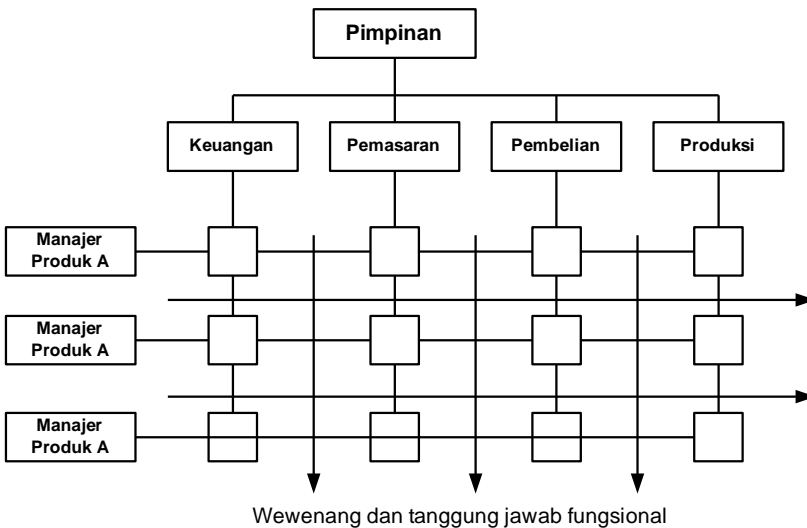 Pimpinan
Keuangan
Pemasaran
Pembelian
Produksi
Manajer
Produk A
Manajer
Produk A
Manajer
Produk A
Wewenang dan tanggung jawab fungsional